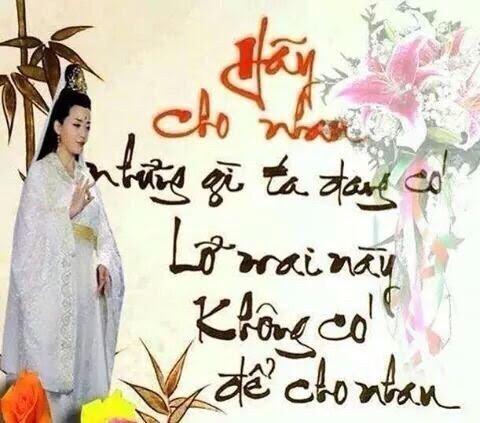 Hãy
cho nhau
những gì ta đang có
Lỡ mai này
Không có
để cho nhau